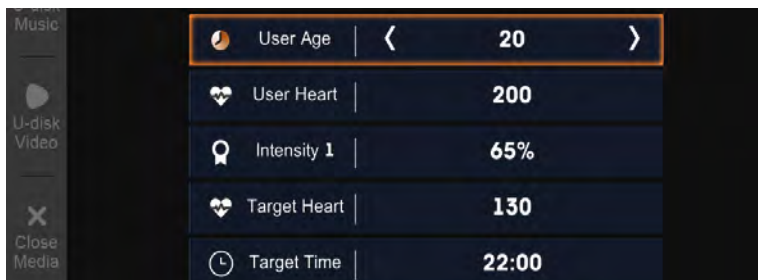 Music
U-disk
Video
Close
Media
User Age 20
User Heart 200
Intensity 1 65%
Target Heart 130
Target Time 22:00